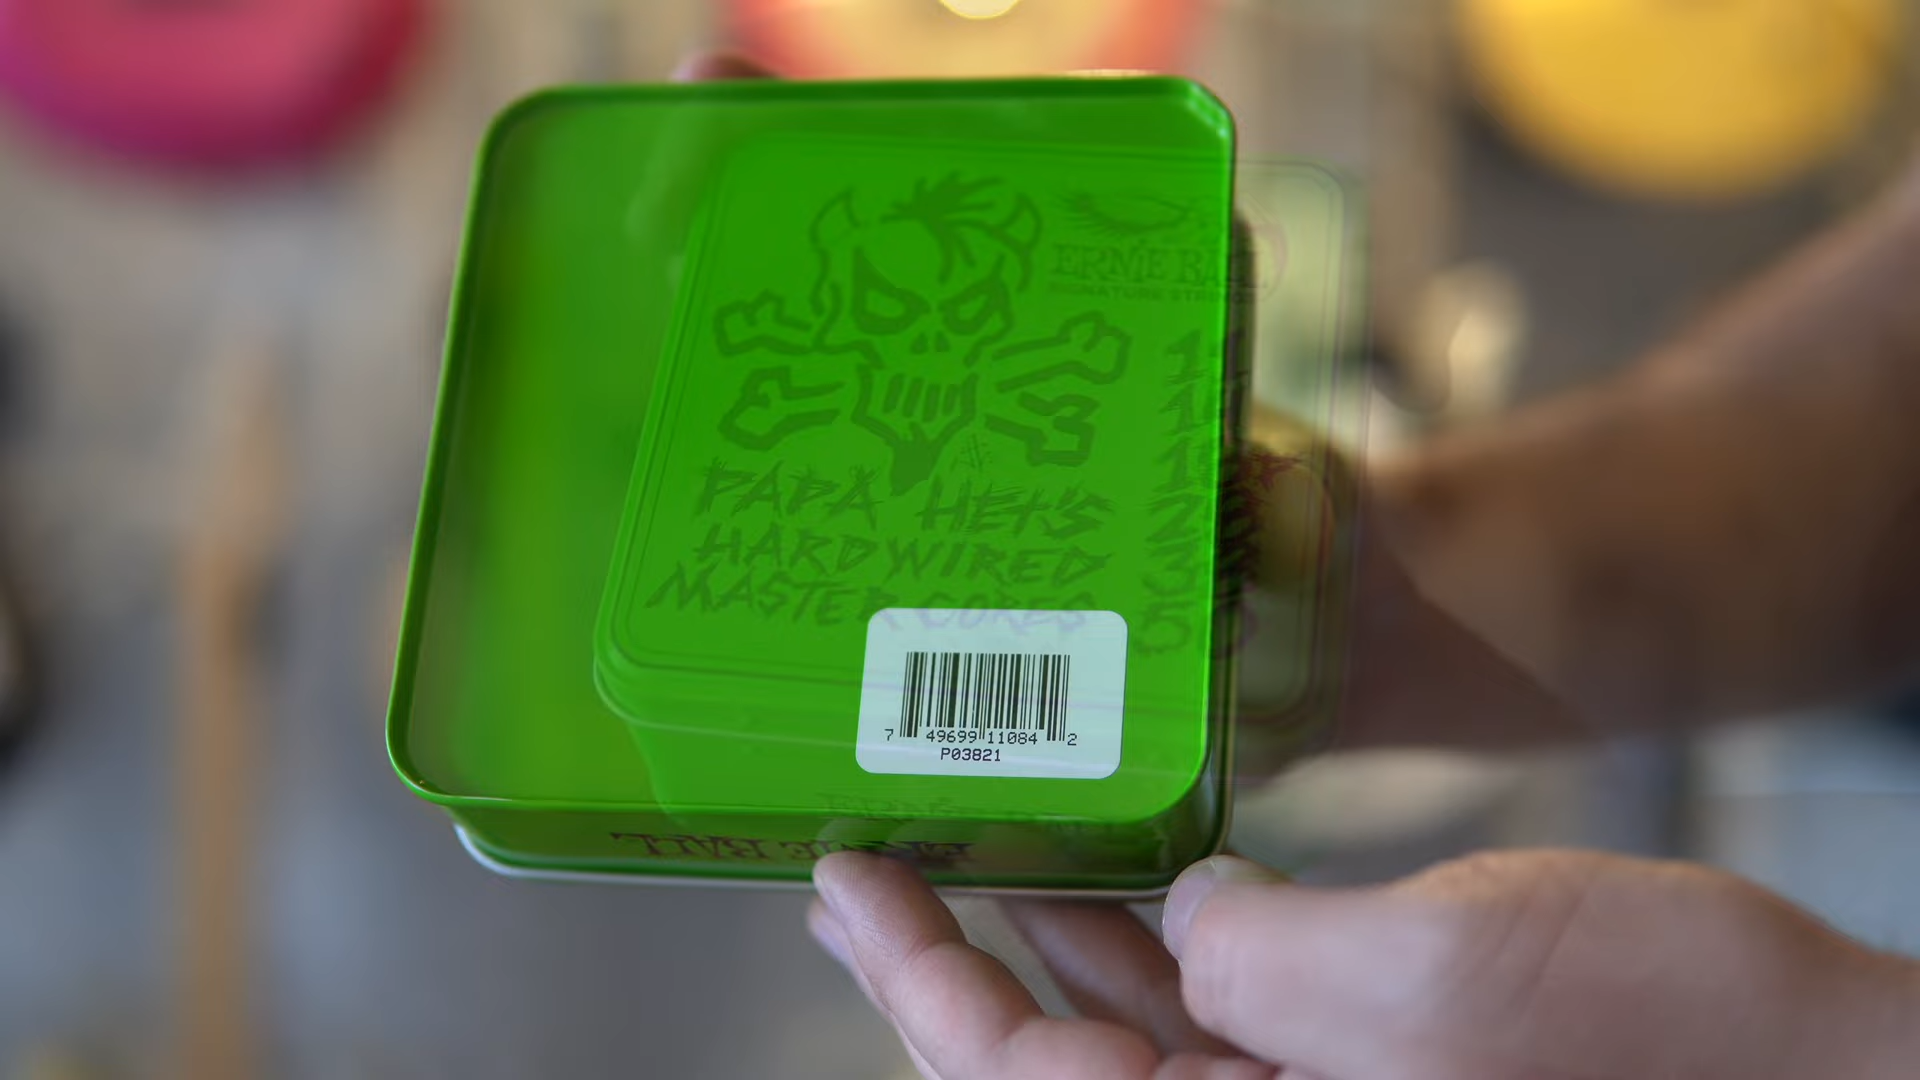 ERNIE BALL
SIGNATURE STRINGS
PAPA HET'S
HARDWIRED
MASTER CORES
7 49699 11084 2
P03821
ERNIE BALL